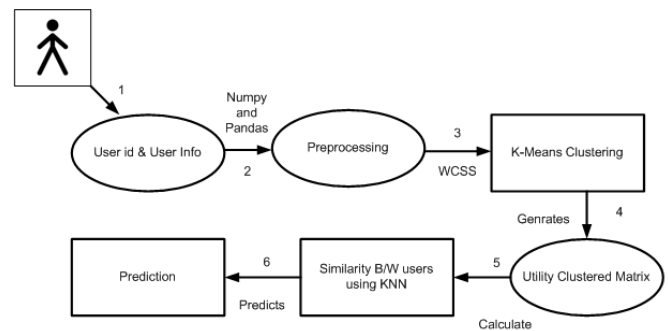 1
User id & User Info
Numpy
and
Pandas
2
Preprocessing
3
WCSS
K-Means Clustering
4
Genrates
Utility Clustered Matrix
5
Calculate
Similarity B/W users
using KNN
6
Predicts
Prediction